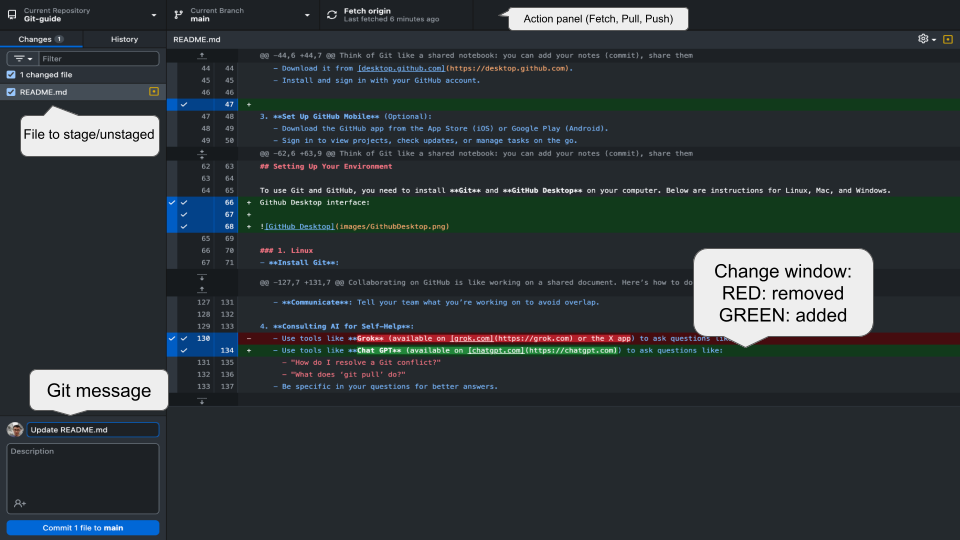 Current Repository
Git-guide
Current Branch
main
Fetch origin
Last fetched 6 minutes ago
Action panel (Fetch, Pull, Push)
Changes 1
History
README.md
Filter
1 changed file
README.md
File to stage/unstaged
@@ -44,6 +44,7 @@ Think of Git like a shared notebook: you can add your notes (commit), share them
44 44 - Download it from [desktop.github.com](https://desktop.github.com).
45 45 - Install and sign in with your GitHub account.
46 46
47 +
47 48 3. **Set Up GitHub Mobile** (Optional):
48 49 - Download the GitHub app from the App Store (iOS) or Google Play (Android).
49 50 - Sign in to view projects, check updates, or manage tasks on the go.
@@ -62,6 +63,9 @@ Think of Git like a shared notebook: you can add your notes (commit), share them
62 63 ## Setting Up Your Environment
63 64
64 65 To use Git and GitHub, you need to install **Git** and **GitHub Desktop** on your computer. Below are instructions for Linux, Mac, and Windows.
66 + Github Desktop interface:
67 +
68 + ![GitHub Desktop](images/GithubDesktop.png)
65 69
66 70 ### 1. Linux
67 71 - **Install Git**:
@@ -127,7 +131,7 @@ Collaborating on GitHub is like working on a shared document. Here's how to do
127 131 - **Communicate**: Tell your team what you're working on to avoid overlap.
128 132
129 133 4. **Consulting AI for Self-Help**:
130 - - Use tools like **Grok** (available on [grok.com](https://grok.com) or the X app) to ask questions
134 + - Use tools like **Chat GPT** (available on [chatgpt.com](https://chatgpt.com)) to ask questions like:
131 135 - "How do I resolve a Git conflict?"
132 136 - "What does 'git pull' do?"
133 137 - Be specific in your questions for better answers.
Change window:
RED: removed
GREEN: added
Git message
Update README.md
Description
Commit 1 file to main